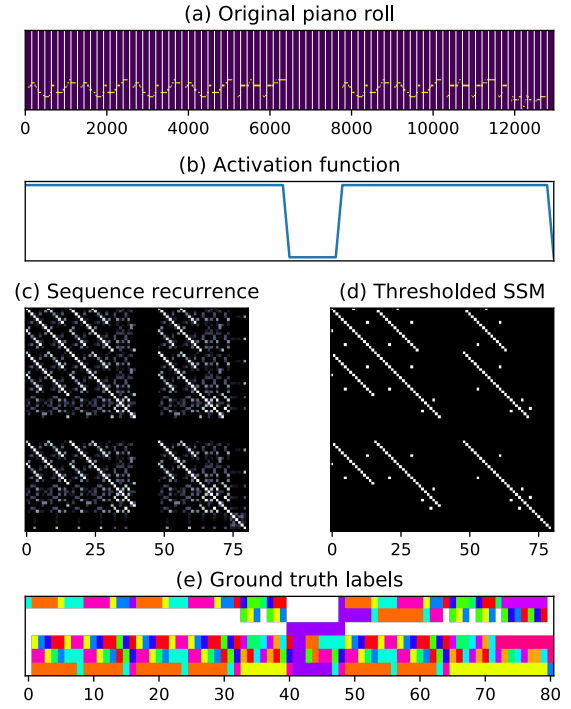 (a) Original piano roll
0 2000 4000 6000 8000 10000 12000
(b) Activation function
(c) Sequence recurrence
(d) Thresholded SSM
0 25 50 75
0 25 50 75
(e) Ground truth labels
0 10 20 30 40 50 60 70 80